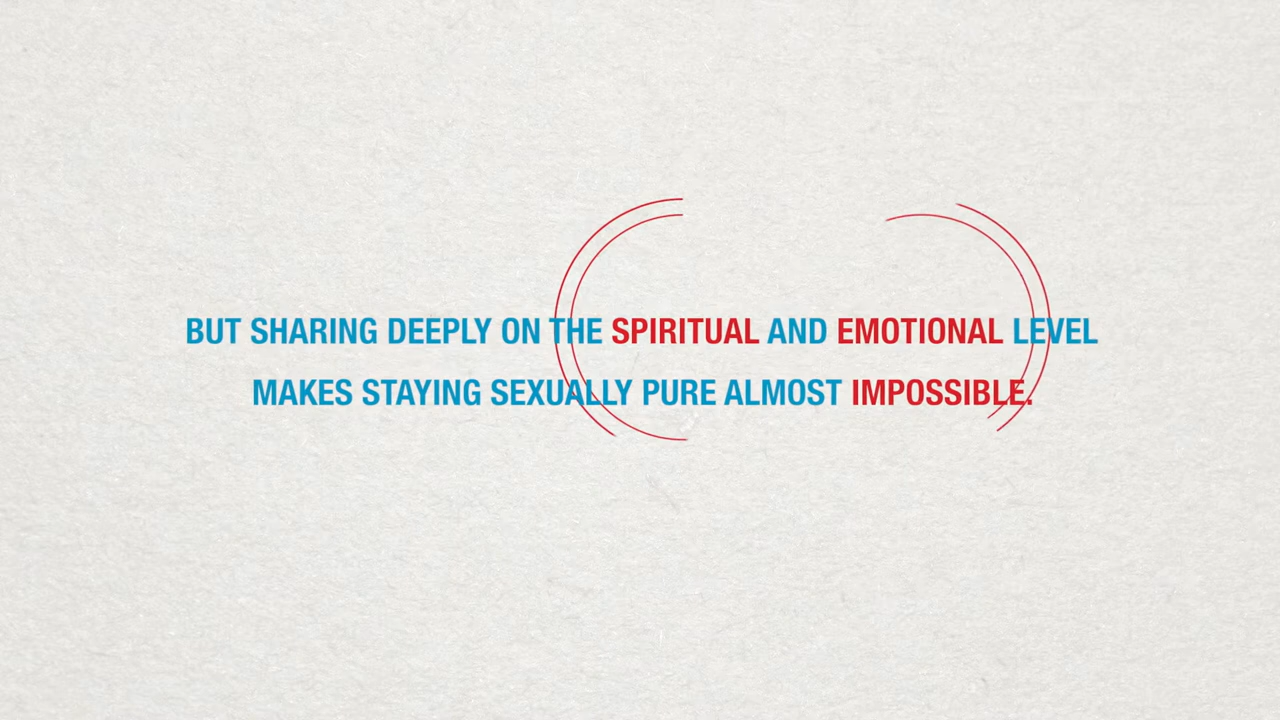 BUT SHARING DEEPLY ON THE SPIRITUAL AND EMOTIONAL LEVEL
MAKES STAYING SEXUALLY PURE ALMOST IMPOSSIBLE.